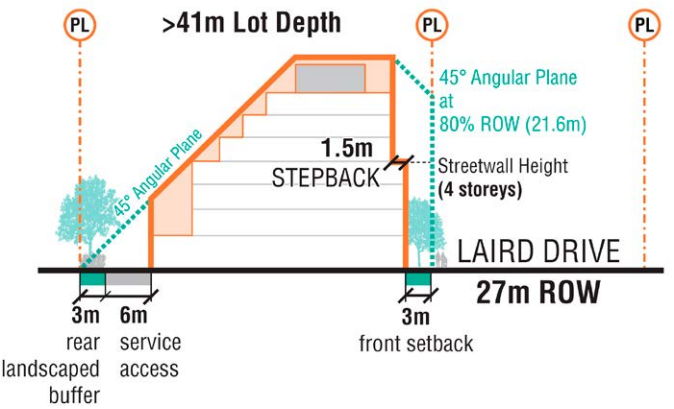 PL
>41m Lot Depth
PL
PL
45° Angular Plane
at
80% ROW (21.6m)
45° Angular Plane
1.5m
STEPBACK
Streetwall Height
(4 storeys)
LAIRD DRIVE
27m ROW
3m
rear
landscaped
buffer
6m
service
access
3m
front setback